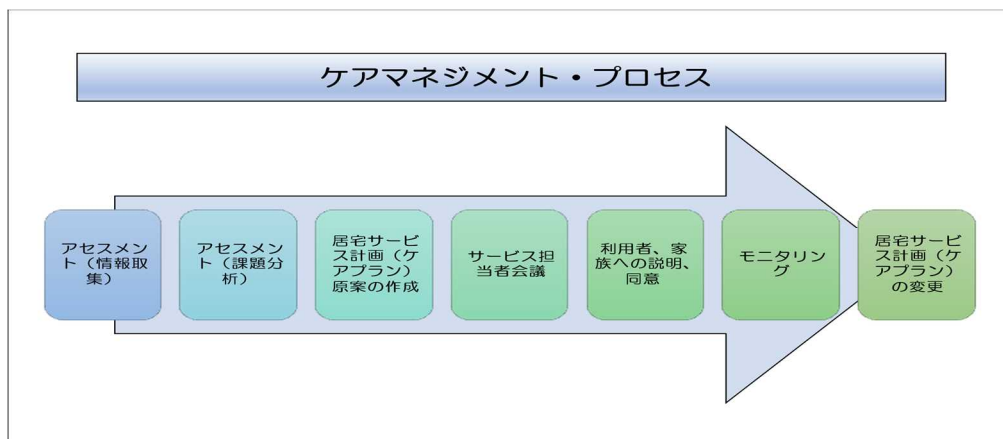 ケアマネジメント・プロセス
アセスメン
ト（情報取
集）
アセスメン
ト（課題分
析）
居宅サービ
ス計画（ケ
アプラン）
原案の作成
サービス担
当者会議
利用者、家
族への説明、
同意
モニタリン
グ
居宅サービ
ス計画（ケ
アプラン）
の変更